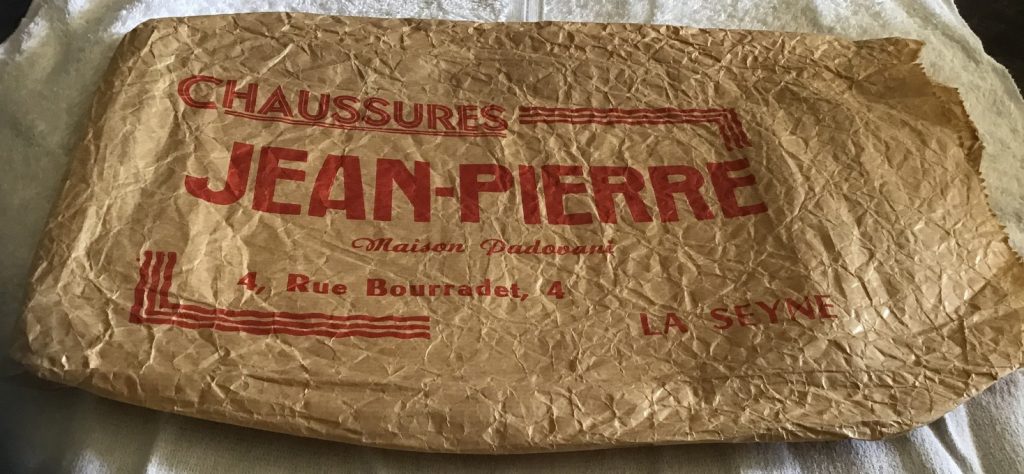 CHAUSSURES
JEAN-PIERRE
Maison Padovani
4, Rue Bourradet, 4
LA SEYNE